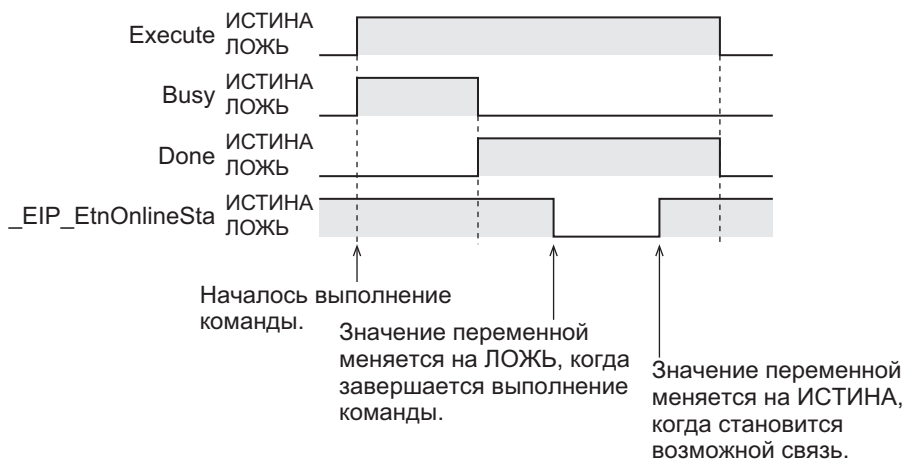 Execute ИСТИНА
ЛОЖЬ
Busy ИСТИНА
ЛОЖЬ
Done ИСТИНА
ЛОЖЬ
_EIP_EtnOnlineSta ИСТИНА
ЛОЖЬ
Началось выполнение
команды.
Значение переменной
меняется на ЛОЖЬ, когда
завершается выполнение
команды.
Значение переменной
меняется на ИСТИНА,
когда становится
возможной связь.